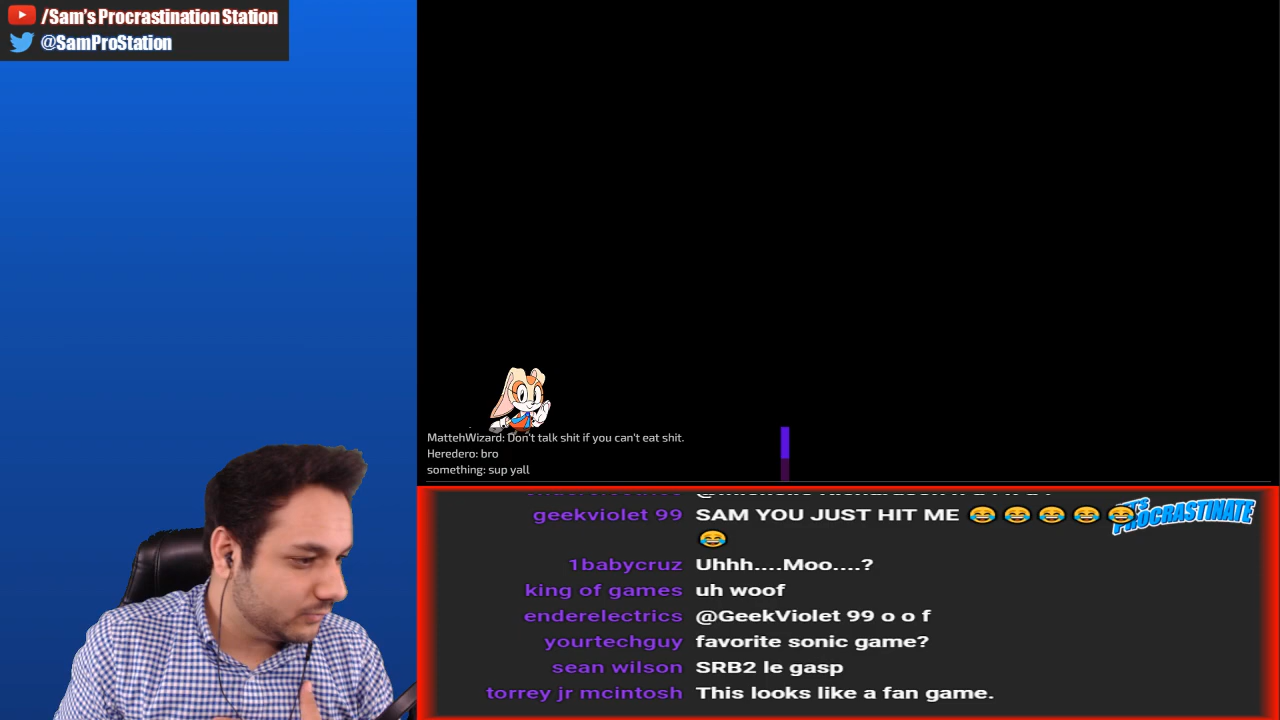 /Sam's Procrastination Station
@SamProStation
MattehWizard: Don't talk shit if you can't eat shit.
Heredero: bro
something: sup yall
geekviolet 99 SAM YOU JUST HIT ME 😂 😂 😂 😂 😂
😂
PROCRASTINATE
1babycruz Uhhh....Moo....?
king of games uh woof
enderelectrics @GeekViolet 99 o o f
yourtechguy favorite sonic game?
sean wilson SRB2 le gasp
torrey jr mcintosh This looks like a fan game.